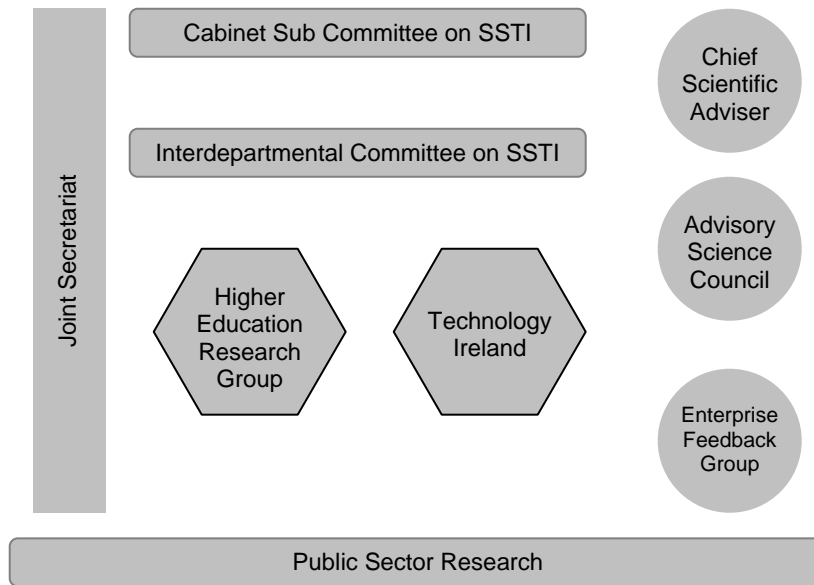 Cabinet Sub Committee on SSTI
Chief
Scientific
Adviser
Interdepartmental Committee on SSTI
Joint Secretariat
Advisory
Science
Council
Higher
Education
Research
Group
Technology
Ireland
Enterprise
Feedback
Group
Public Sector Research